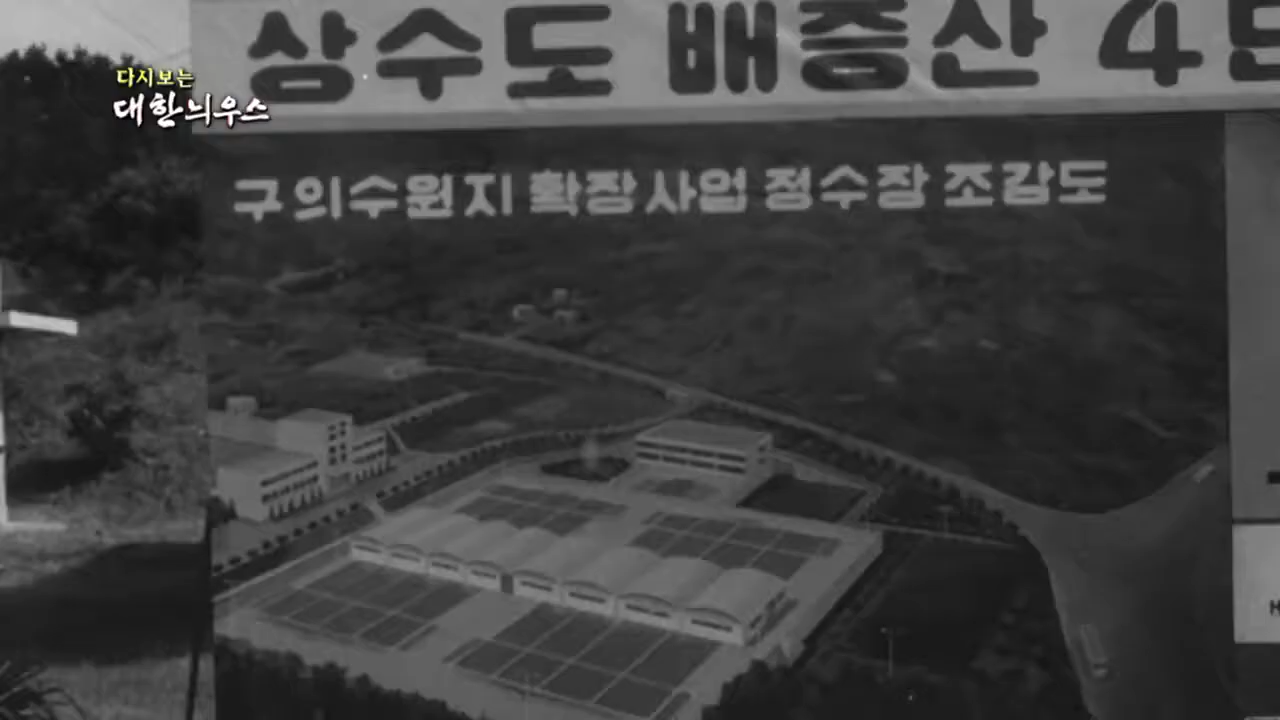 상수도 배증산 4
다시보는
대한늬우스
구의수원지 확장사업 정수장 조감도